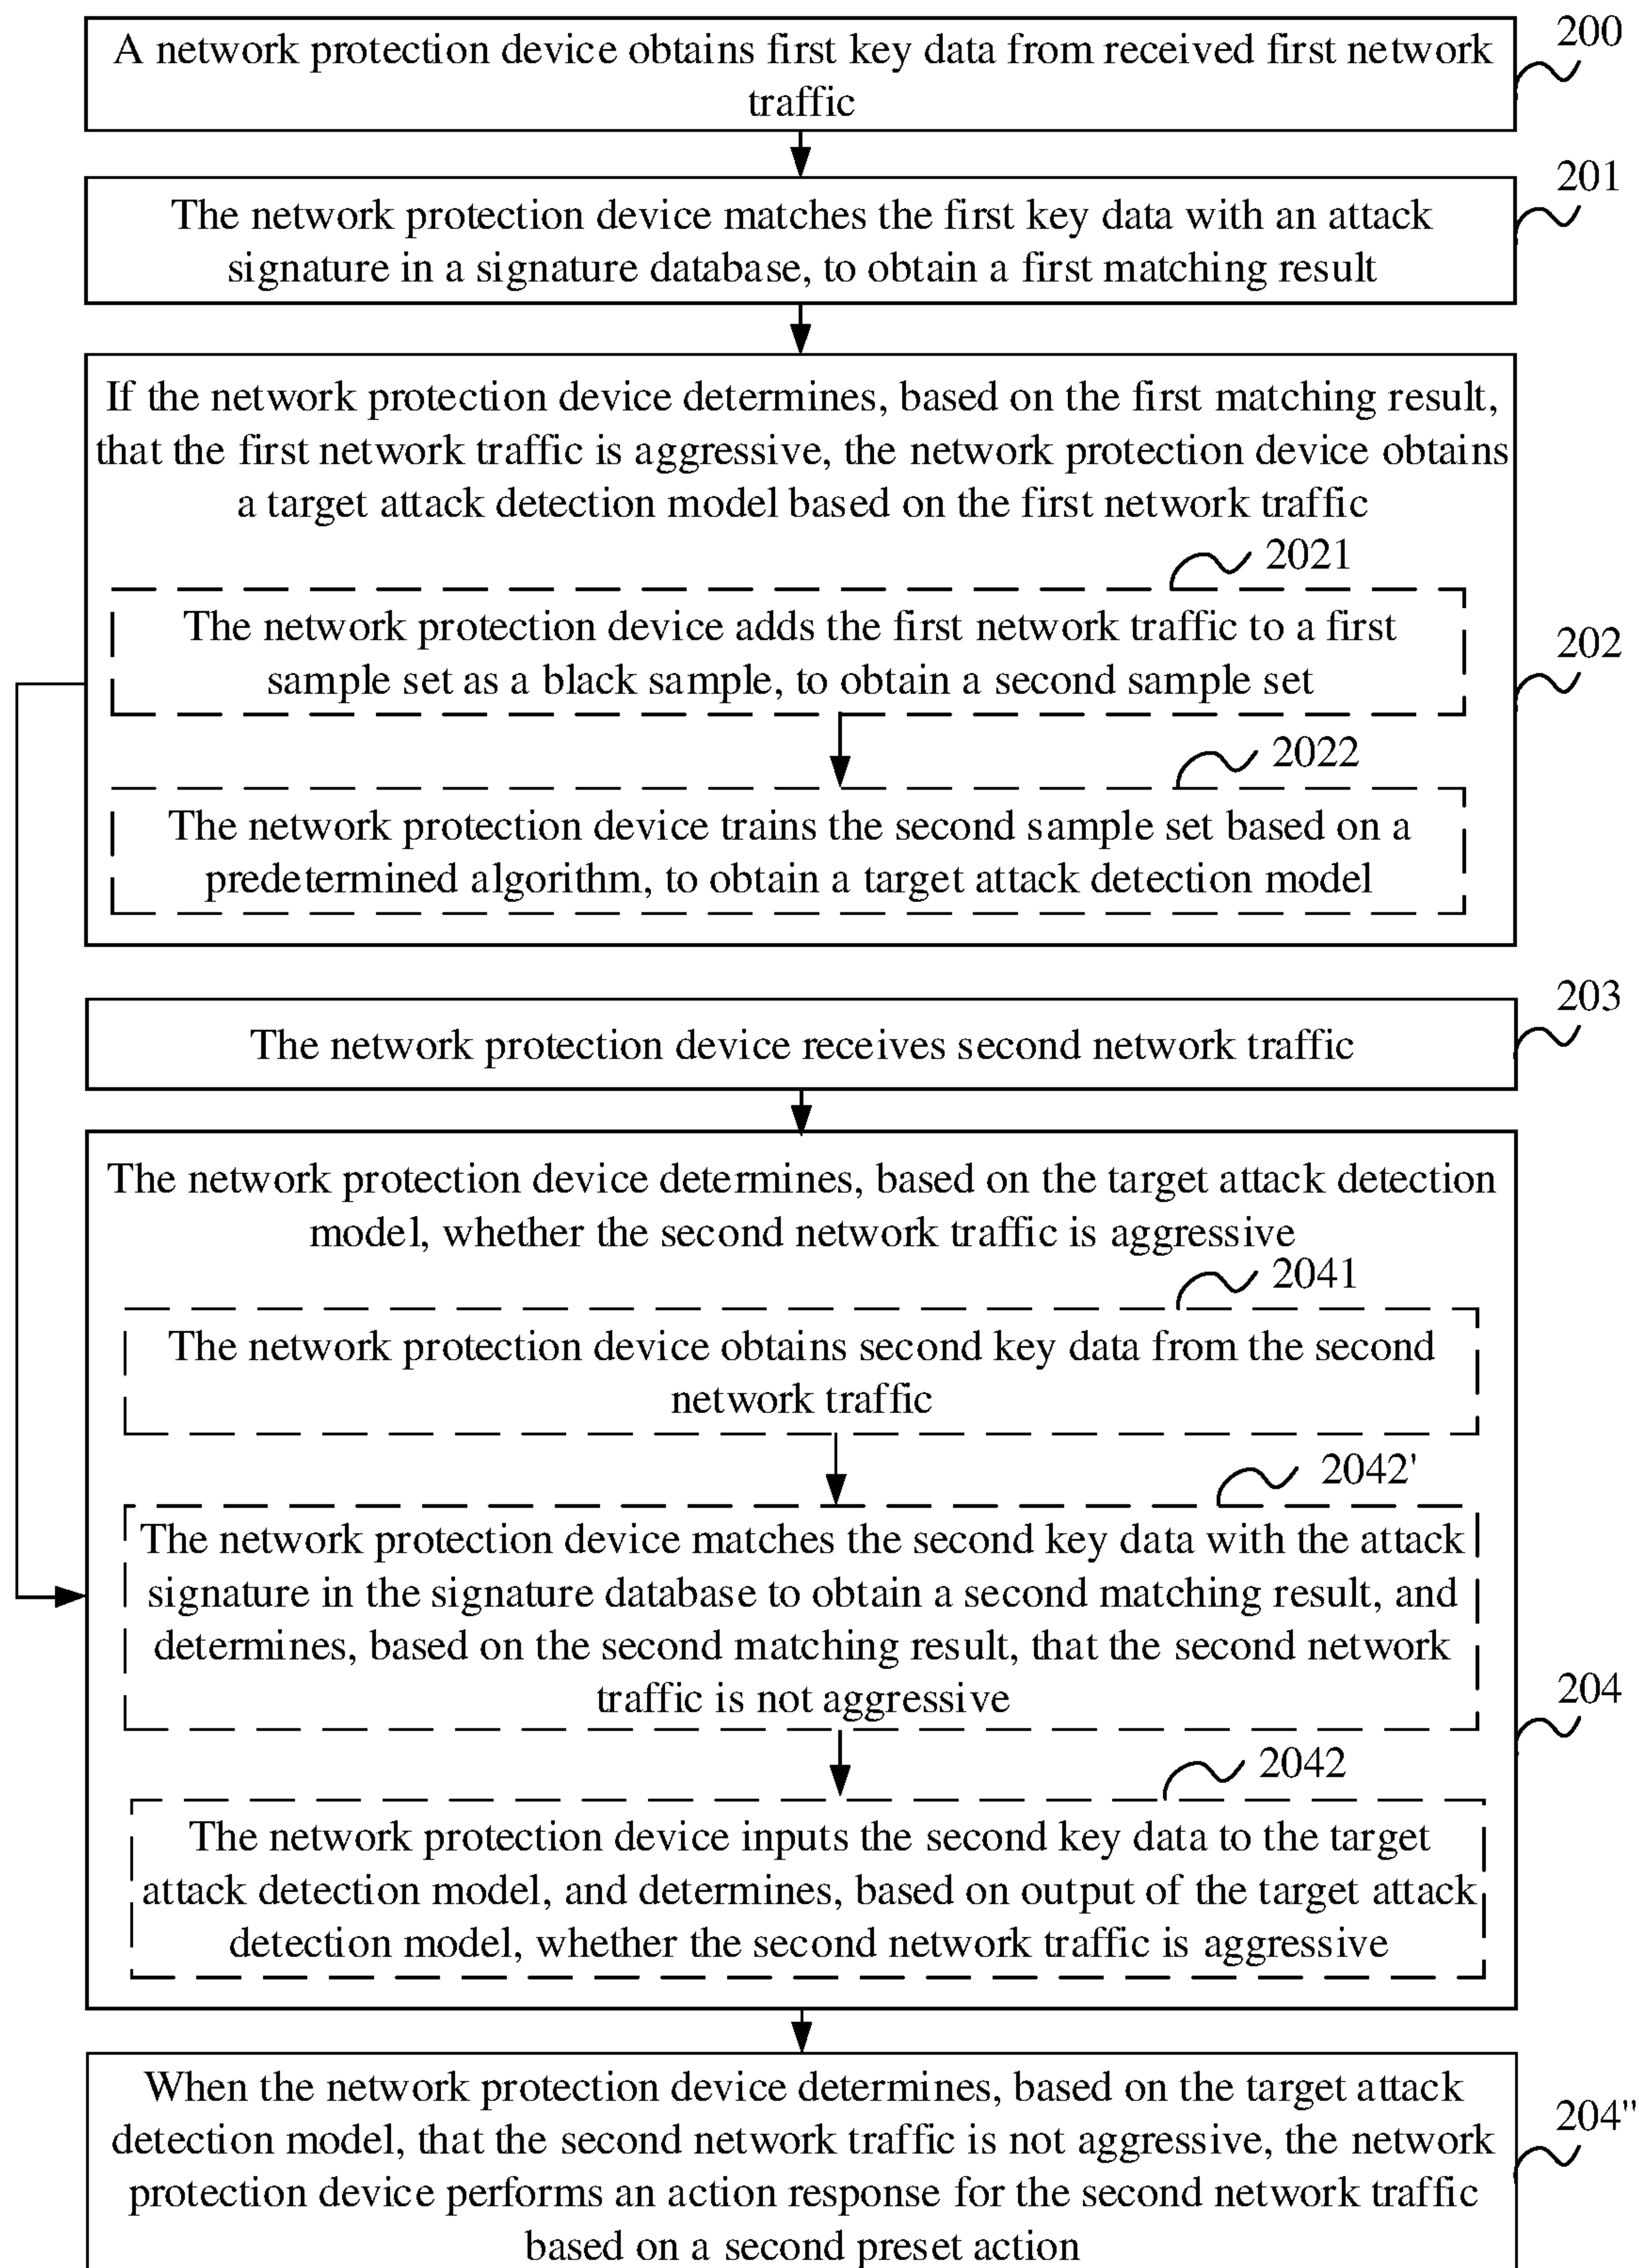 200
A network protection device obtains first key data from received first network
traffic
201
The network protection device matches the first key data with an attack
signature in a signature database, to obtain a first matching result
If the network protection device determines, based on the first matching result,
that the first network traffic is aggressive, the network protection device obtains
a target attack detection model based on the first network traffic
2021
The network protection device adds the first network traffic to a first
sample set as a black sample, to obtain a second sample set
202
2022
The network protection device trains the second sample set based on a
predetermined algorithm, to obtain a target attack detection model
203
The network protection device receives second network traffic
The network protection device determines, based on the target attack detection
model, whether the second network traffic is aggressive
2041
The network protection device obtains second key data from the second
network traffic
2042'
The network protection device matches the second key data with the attack
signature in the signature database to obtain a second matching result, and
determines, based on the second matching result, that the second network
traffic is not aggressive
204
2042
The network protection device inputs the second key data to the target
attack detection model, and determines, based on output of the target attack
detection model, whether the second network traffic is aggressive
When the network protection device determines, based on the target attack
detection model, that the second network traffic is not aggressive, the network
protection device performs an action response for the second network traffic
based on a second preset action
204"